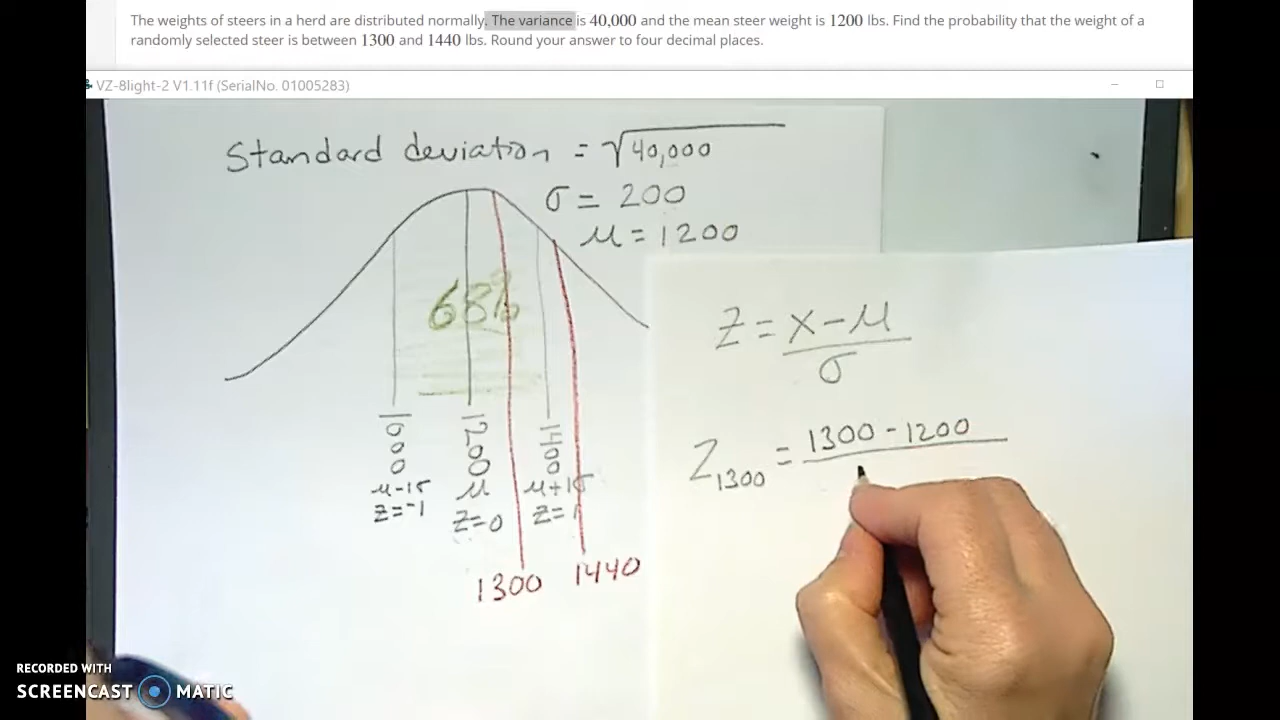 The weights of steers in a herd are distributed normally. The variance is 40,000 and the mean steer weight is 1200 lbs. Find the probability that the weight of a
randomly selected steer is between 1300 and 1440 lbs. Round your answer to four decimal places.
VZ-8light-2 V1.11f (SerialNo. 01005283)
Standard deviation = √40,000
σ = 200
μ = 1200
68%
1000
μ-1σ
z=-1
1200
μ
z=0
1400
μ+1σ
z=1
1300
1440
z = x-μ
σ
Z1300 = 1300 - 1200
RECORDED WITH
SCREENCAST MATIC